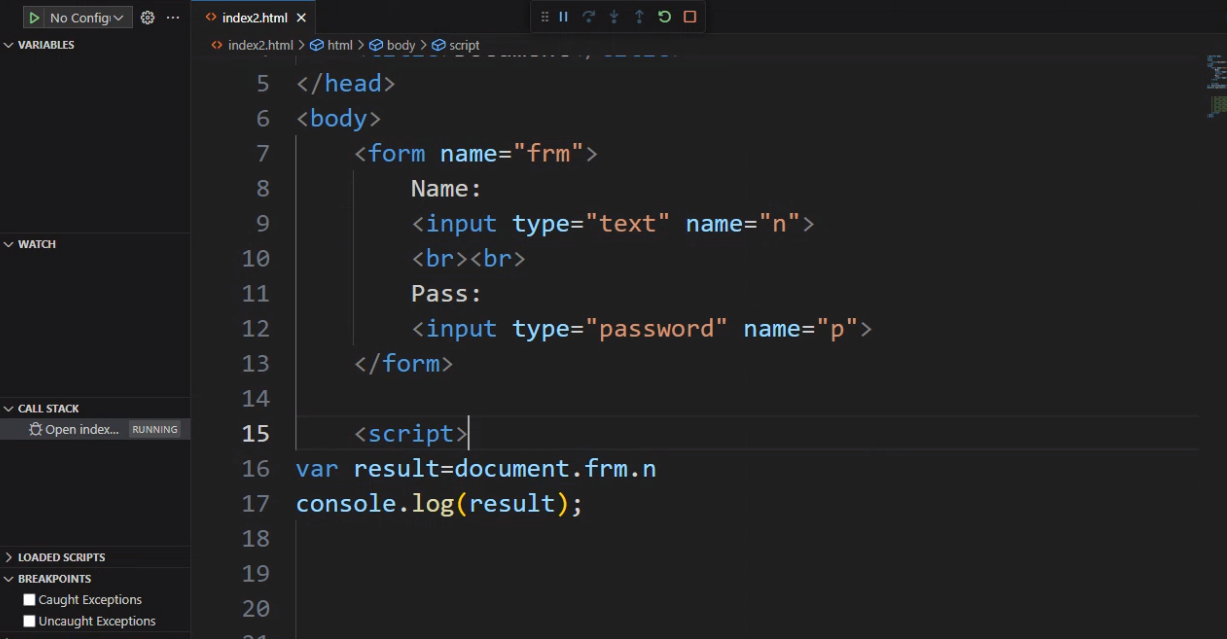 No Config
index2.html
index2.html > html > body > script
VARIABLES
WATCH
CALL STACK
Open index... RUNNING
LOADED SCRIPTS
BREAKPOINTS
Caught Exceptions
Uncaught Exceptions
5 </head>
6 <body>
7 <form name="frm">
8 Name:
9 <input type="text" name="n">
10 <br><br>
11 Pass:
12 <input type="password" name="p">
13 </form>
14
15 <script>
16 var result=document.frm.n
17 console.log(result);
18
19
20